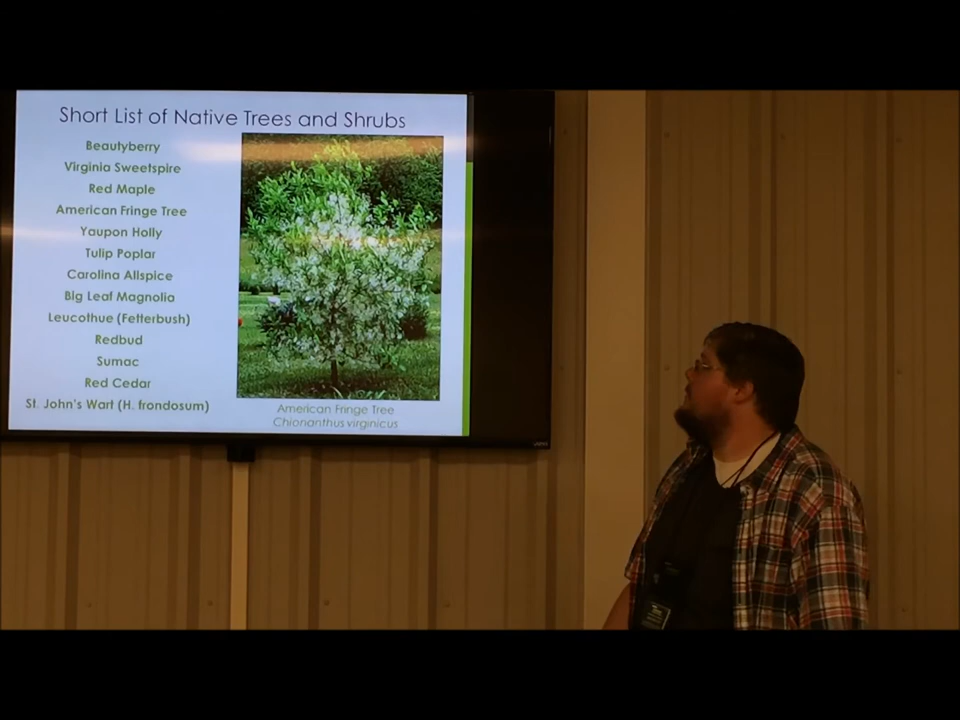 Short List of Native Trees and Shrubs
Beautyberry
Virginia Sweetspire
Red Maple
American Fringe Tree
Yaupon Holly
Tulip Poplar
Carolina Allspice
Big Leaf Magnolia
Leucothue (Fetterbush)
Redbud
Sumac
Red Cedar
St. John's Wart (H. frondosum)
American Fringe Tree
Chionanthus virginicus